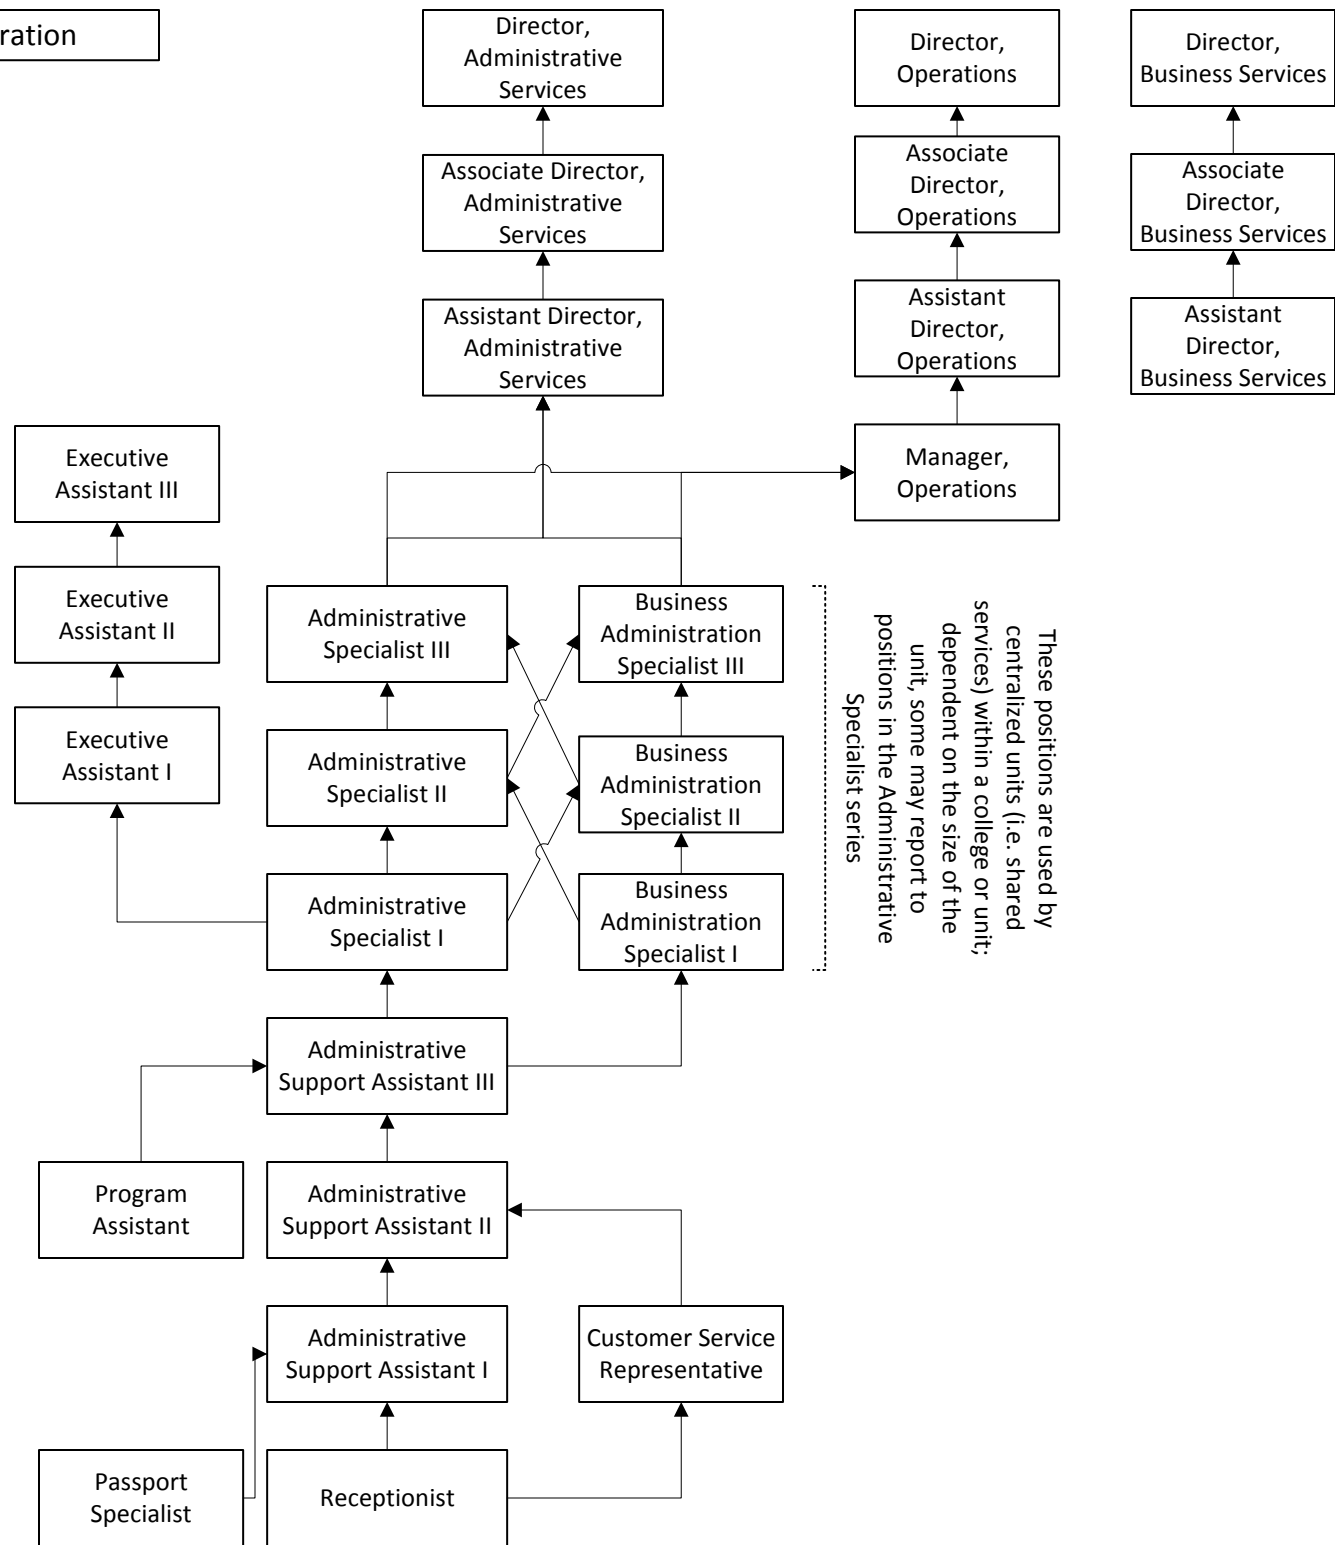 ration
Director,
Administrative
Services
Director,
Operations
Director,
Business Services
Associate Director,
Administrative
Services
Associate
Director,
Operations
Associate
Director,
Business Services
Assistant Director,
Administrative
Services
Assistant
Director,
Operations
Assistant
Director,
Business Services
Executive
Assistant III
Manager,
Operations
Executive
Assistant II
Administrative
Specialist III
Business
Administration
Specialist III
These positions are used by
centralized units (i.e. shared
services) within a college or unit;
dependent on the size of the
unit, some may report to
positions in the Administrative
Specialist series
Executive
Assistant I
Administrative
Specialist II
Business
Administration
Specialist II
Administrative
Specialist I
Business
Administration
Specialist I
Administrative
Support Assistant III
Program
Assistant
Administrative
Support Assistant II
Administrative
Support Assistant I
Customer Service
Representative
Passport
Specialist
Receptionist